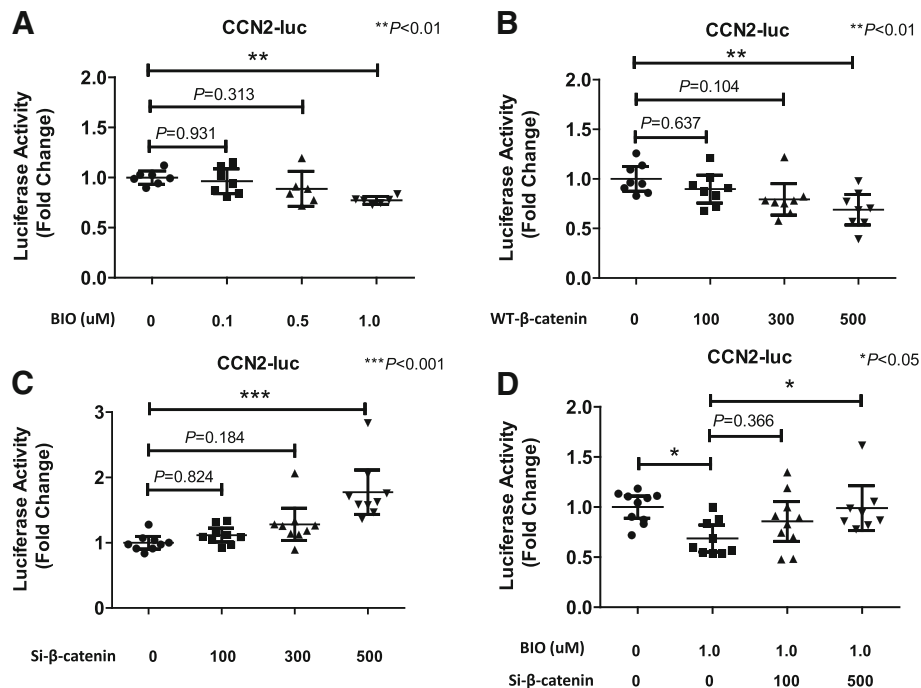 A
CCN2-luc
**P<0.01
**
P=0.313
P=0.931
Luciferase Activity
(Fold Change)
2.0
1.5
1.0
0.5
0.0
BIO (uM) 0 0.1 0.5 1.0
B
CCN2-luc
**P<0.01
**
P=0.104
P=0.637
Luciferase Activity
(Fold Change)
2.0
1.5
1.0
0.5
0.0
WT-β-catenin 0 100 300 500
C
CCN2-luc
***P<0.001
***
P=0.184
P=0.824
Luciferase Activity
(Fold Change)
3
2
1
0
Si-β-catenin 0 100 300 500
D
CCN2-luc
*P<0.05
*
P=0.366
*
Luciferase Activity
(Fold Change)
2.0
1.5
1.0
0.5
0.0
BIO (uM) 0 1.0 1.0 1.0
Si-β-catenin 0 0 100 500